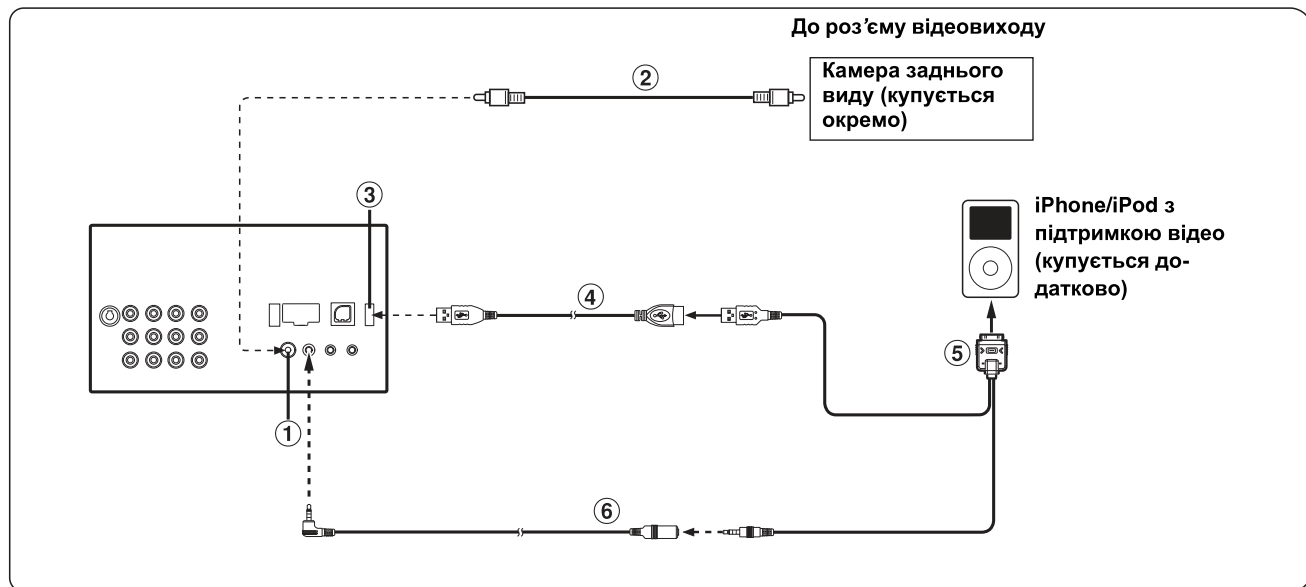 До роз’єму відеовиходу
②
Камера заднього
виду (купується
окремо)
③
iPhone/iPod з
підтримкою відео
(купується до-
датково)
④
⑤
①
⑥